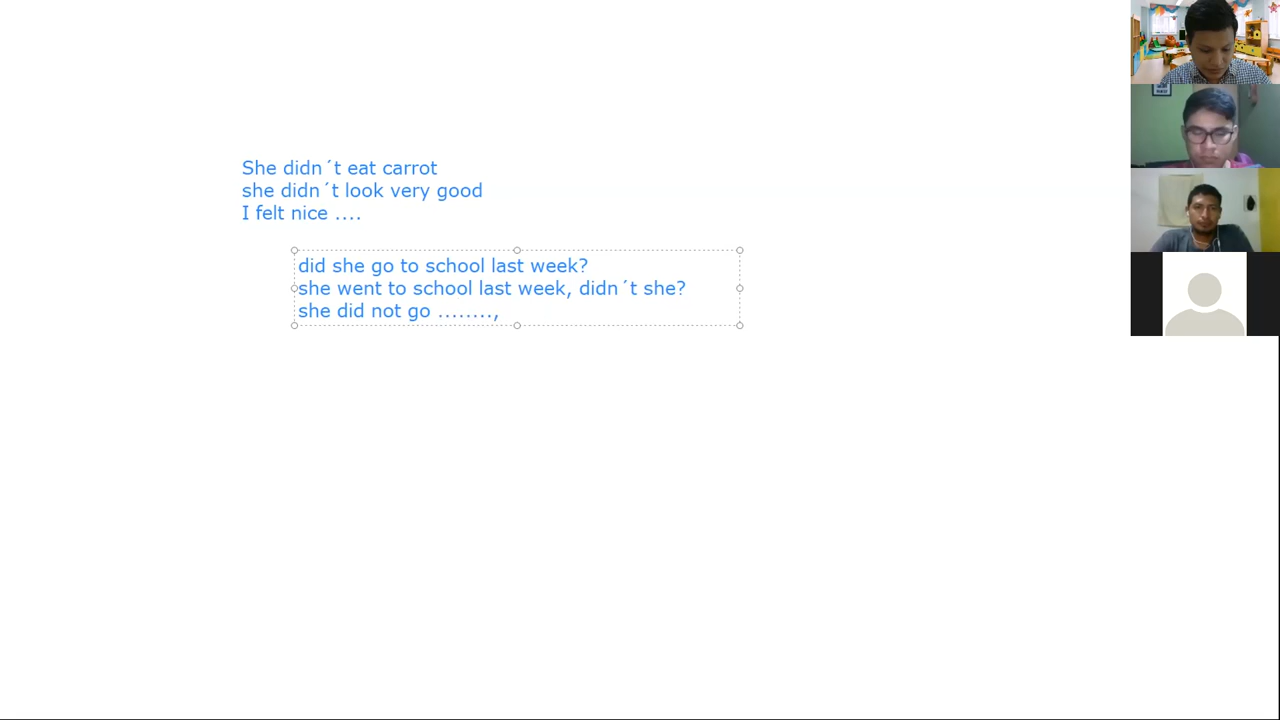 She didn´t eat carrot
she didn´t look very good
I felt nice ....
did she go to school last week?
she went to school last week, didn´t she?
she did not go ........,